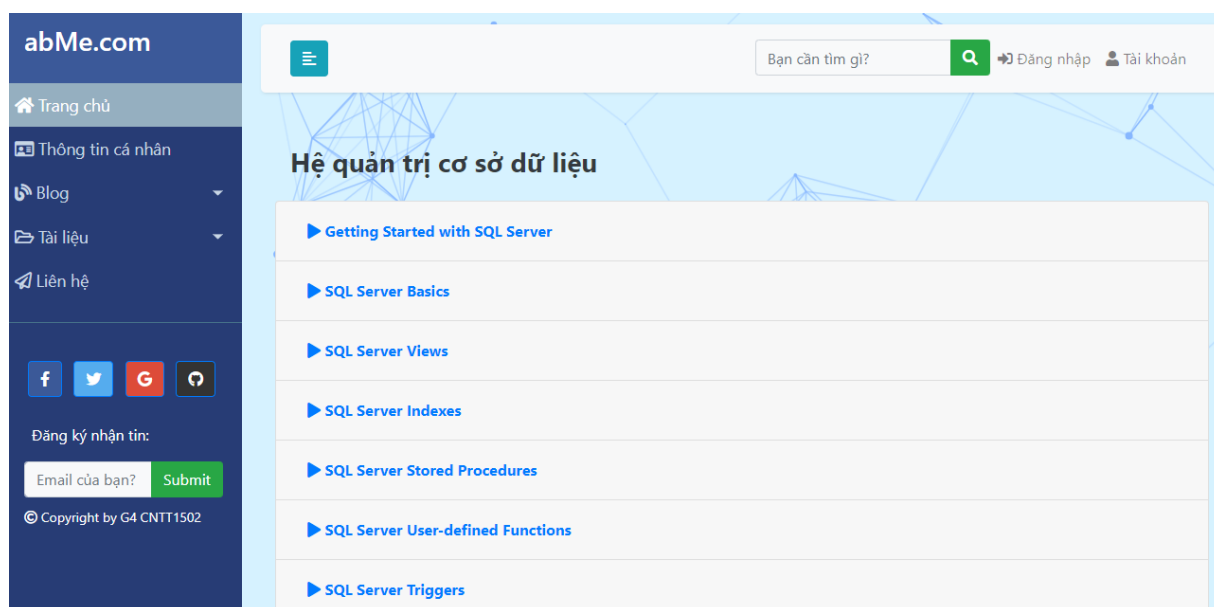 abMe.com
Trang chủ
Thông tin cá nhân
Blog
Tài liệu
Liên hệ
f
G
Đăng ký nhận tin:
Email của bạn? Submit
© Copyright by G4 CNTT1502
Bạn cần tìm gì? Đăng nhập Tài khoản
Hệ quản trị cơ sở dữ liệu
Getting Started with SQL Server
SQL Server Basics
SQL Server Views
SQL Server Indexes
SQL Server Stored Procedures
SQL Server User-defined Functions
SQL Server Triggers